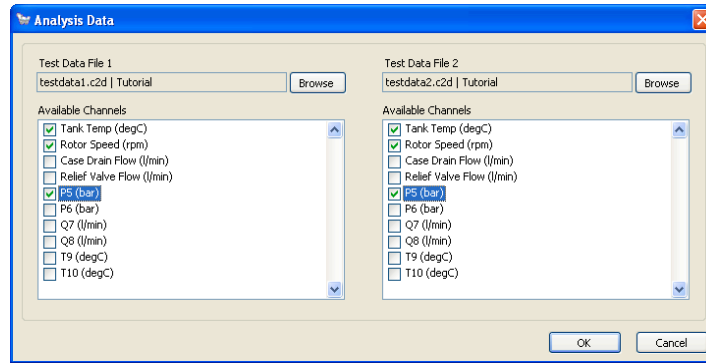 Analysis Data
Test Data File 1
testdata1.c2d | Tutorial
Browse
Available Channels
Tank Temp (degC)
Rotor Speed (rpm)
Case Drain Flow (l/min)
Relief Valve Flow (l/min)
P5 (bar)
P6 (bar)
Q7 (l/min)
Q8 (l/min)
T9 (degC)
T10 (degC)
Test Data File 2
testdata2.c2d | Tutorial
Browse
Available Channels
Tank Temp (degC)
Rotor Speed (rpm)
Case Drain Flow (l/min)
Relief Valve Flow (l/min)
P5 (bar)
P6 (bar)
Q7 (l/min)
Q8 (l/min)
T9 (degC)
T10 (degC)
OK
Cancel